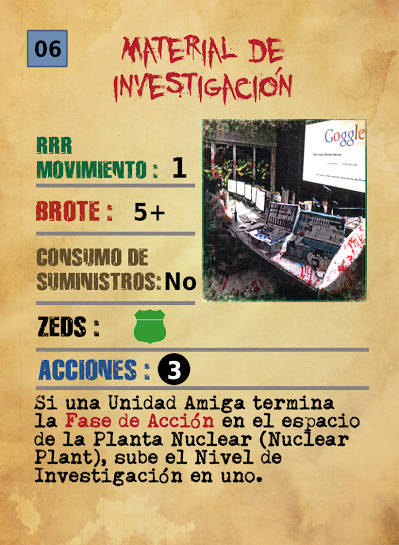 06
MATERIAL DE
INVESTIGACIÓN
Goggle
RRR
MOVIMIENTO : 1
BROTE : 5+
CONSUMO DE
SUMINISTROS: No
ZEDS :
ACCIONES : 3
Si una Unidad Amiga termina
la Fase de Acción en el espacio
de la Planta Nuclear (Nuclear
Plant), sube el Nivel de
Investigación en uno.